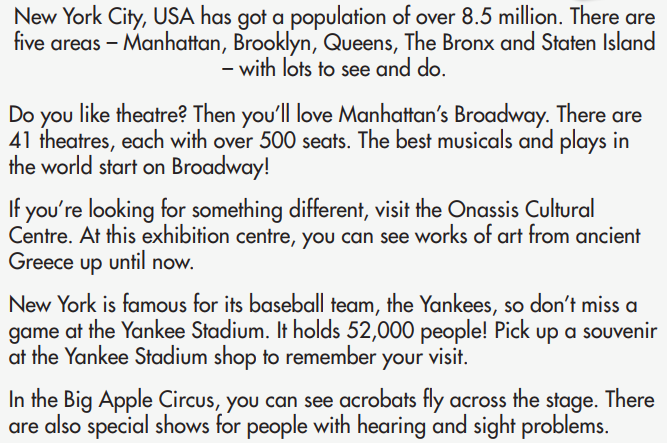 New York City, USA has got a population of over 8.5 million. There are
five areas – Manhattan, Brooklyn, Queens, The Bronx and Staten Island
– with lots to see and do.
Do you like theatre? Then you’ll love Manhattan’s Broadway. There are
41 theatres, each with over 500 seats. The best musicals and plays in
the world start on Broadway!
If you’re looking for something different, visit the Onassis Cultural
Centre. At this exhibition centre, you can see works of art from ancient
Greece up until now.
New York is famous for its baseball team, the Yankees, so don’t miss a
game at the Yankee Stadium. It holds 52,000 people! Pick up a souvenir
at the Yankee Stadium shop to remember your visit.
In the Big Apple Circus, you can see acrobats fly across the stage. There
are also special shows for people with hearing and sight problems.